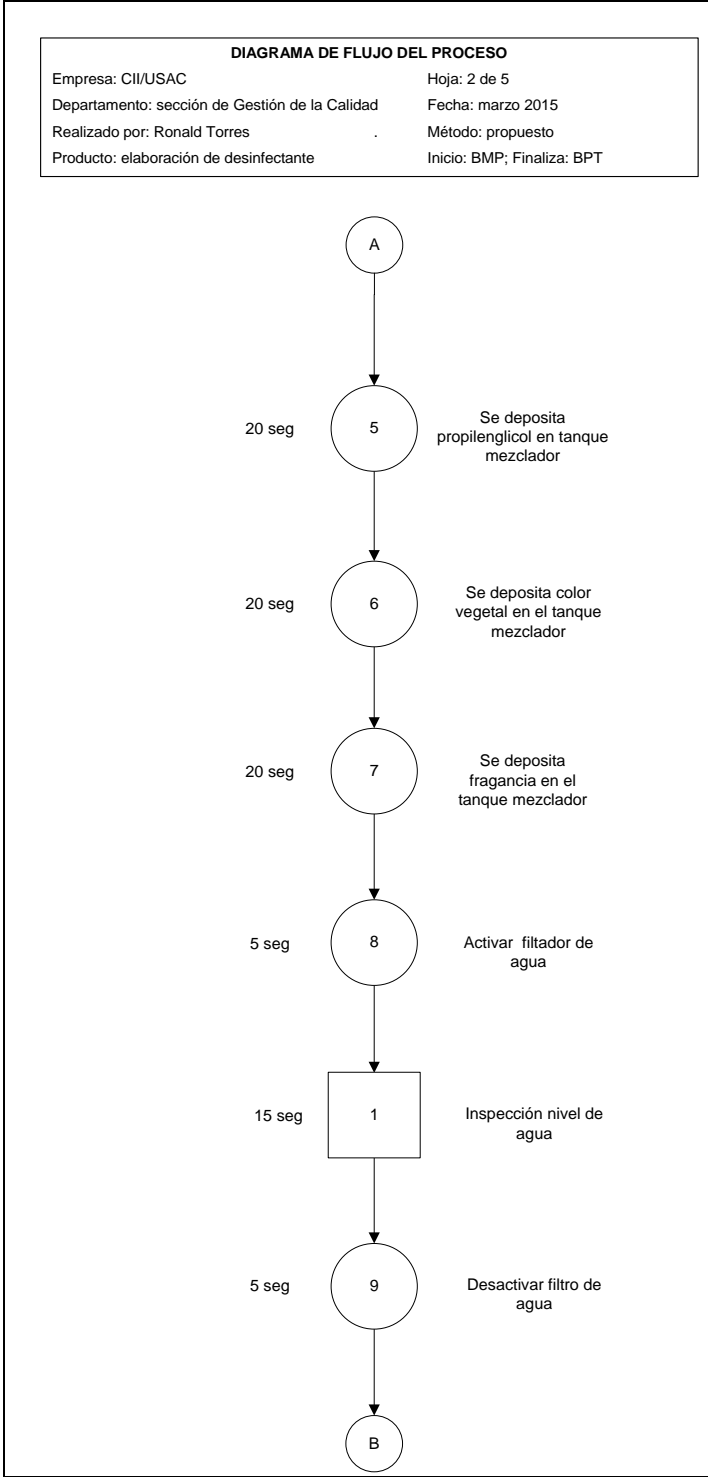 DIAGRAMA DE FLUJO DEL PROCESO
Empresa: CII/USAC Hoja: 2 de 5
Departamento: sección de Gestión de la Calidad Fecha: marzo 2015
Realizado por: Ronald Torres . Método: propuesto
Producto: elaboración de desinfectante Inicio: BMP; Finaliza: BPT
A
20 seg 5 Se deposita
propilenglicol en tanque
mezclador
20 seg 6 Se deposita color
vegetal en el tanque
mezclador
20 seg 7 Se deposita
fragancia en el
tanque mezclador
5 seg 8 Activar filtador de
agua
15 seg 1 Inspección nivel de
agua
5 seg 9 Desactivar filtro de
agua
B